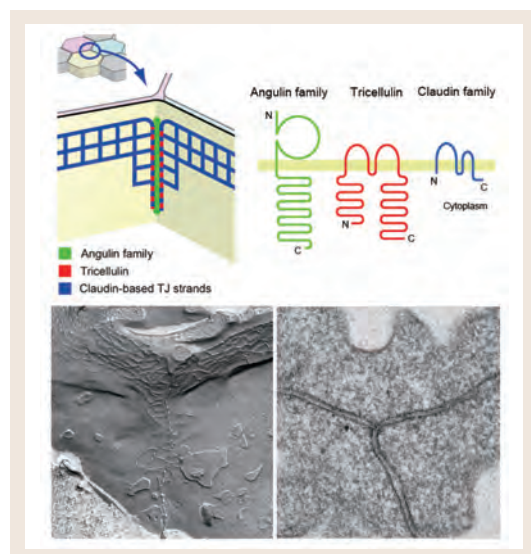 Angulin family Tricellulin Claudin family
N
N
C
Cytoplasm
N
C
C
Angulin family
Tricellulin
Claudin-based TJ strands